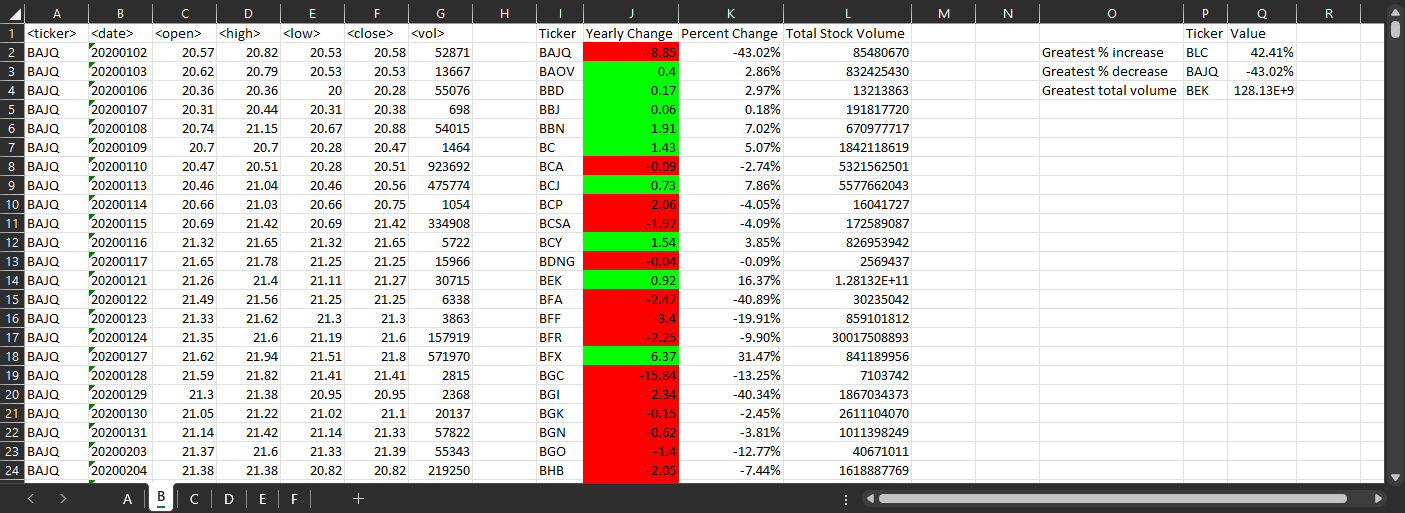 A B C D E F G H I J K L M N O P Q R
1 <ticker> <date> <open> <high> <low> <close> <vol> Ticker Yearly Change Percent Change Total Stock Volume Ticker Value
2 BAJQ 20200102 20.57 20.82 20.53 20.58 52871 BAJQ -8.85 -43.02% 85480670 Greatest % increase BLC 42.41%
3 BAJQ 20200103 20.62 20.79 20.53 20.53 13667 BAOV 0.4 2.86% 832425430 Greatest % decrease BAJQ -43.02%
4 BAJQ 20200106 20.36 20.36 20 20.28 55076 BBD 0.17 2.97% 13213863 Greatest total volume BEK 128.13E+9
5 BAJQ 20200107 20.31 20.44 20.31 20.38 698 BBJ 0.06 0.18% 191817720
6 BAJQ 20200108 20.74 21.15 20.67 20.88 54015 BBN 1.91 7.02% 670977717
7 BAJQ 20200109 20.7 20.7 20.28 20.47 1464 BC 1.43 5.07% 1842118619
8 BAJQ 20200110 20.47 20.51 20.28 20.51 923692 BCA -0.09 -2.74% 5321562501
9 BAJQ 20200113 20.46 21.04 20.46 20.56 475774 BCJ 0.73 7.86% 5577662043
10 BAJQ 20200114 20.66 21.03 20.66 20.75 1054 BCP -2.06 -4.05% 16041727
11 BAJQ 20200115 20.69 21.42 20.69 21.42 334908 BCSA -1.97 -4.09% 172589087
12 BAJQ 20200116 21.32 21.65 21.32 21.65 5722 BCY 1.54 3.85% 826953942
13 BAJQ 20200117 21.65 21.78 21.25 21.25 15966 BDNG -0.04 -0.09% 2569437
14 BAJQ 20200121 21.26 21.4 21.11 21.27 30715 BEK 0.92 16.37% 1.28132E+11
15 BAJQ 20200122 21.49 21.56 21.25 21.25 6338 BFA -2.47 -40.89% 30235042
16 BAJQ 20200123 21.33 21.62 21.3 21.3 3863 BFF -3.4 -19.91% 859101812
17 BAJQ 20200124 21.35 21.6 21.19 21.6 157919 BFR -2.25 -9.90% 30017508893
18 BAJQ 20200127 21.62 21.94 21.51 21.8 571970 BFX 6.37 31.47% 841189956
19 BAJQ 20200128 21.59 21.82 21.41 21.41 2815 BGC -15.84 -13.25% 7103742
20 BAJQ 20200129 21.3 21.38 20.95 20.95 2368 BGI -2.34 -40.34% 1867034373
21 BAJQ 20200130 21.05 21.22 21.02 21.1 20137 BGK -0.15 -2.45% 2611104070
22 BAJQ 20200131 21.14 21.42 21.14 21.33 57822 BGN -0.62 -3.81% 1011398249
23 BAJQ 20200203 21.37 21.6 21.33 21.39 55343 BGO -1.4 -12.77% 40671011
24 BAJQ 20200204 21.38 21.38 20.82 20.82 219250 BHB -2.05 -7.44% 1618887769
A B C D E F +